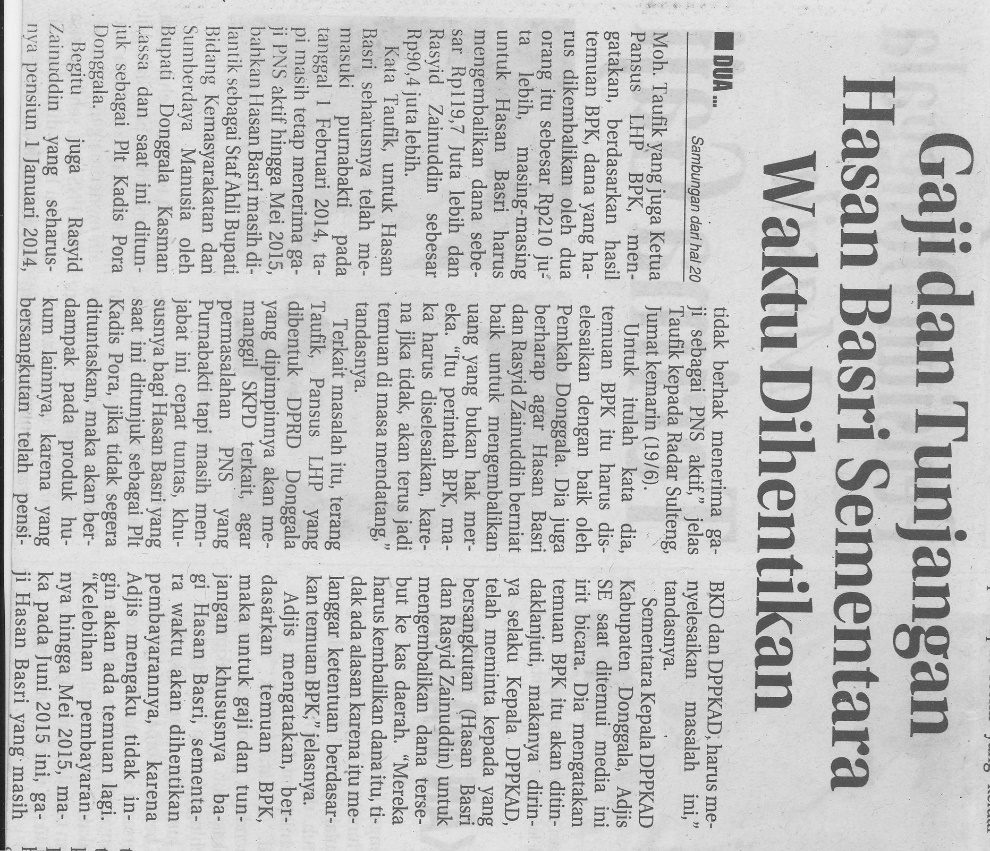 Gaji dan Tunjangan
Hasan Basri Sementara
Waktu Dihentikan
DUA...
Sambungan dari hal 20
Moh. Taufik yang juga Ketua
Pansus LHP BPK, men-
gatakan, berdasarkan hasil
temuan BPK, dana yang ha-
rus dikembalikan oleh dua
orang itu sebesar Rp210 ju-
ta lebih, masing-masing
untuk Hasan Basri harus
mengembalikan dana sebe-
sar Rp119,7 Juta lebih dan
Rasyid Zainuddin sebesar
Rp90,4 juta lebih.
Kata Taufik, untuk Hasan
Basri seharusnya telah me-
masuki purnabakti pada
tanggal 1 Februari 2014, ta-
pi masih tetap menerima ga-
ji PNS aktif hingga Mei 2015,
bahkan Hasan Basri masih di-
lantik sebagai Staf Ahli Bupati
Bidang Kemasyarakatan dan
Sumberdaya Manusia oleh
Bupati Donggala Kasman
Lassa dan saat ini ditun-
juk sebagai Plt Kadis Pora
Donggala.
Begitu juga Rasyid
Zainuddin yang seharus-
nya pensiun 1 Januari 2014,
tidak berhak menerima ga-
ji sebagai PNS aktif,” jelas
Taufik kepada Radar Sulteng,
Jumat kemarin (19/6).
Untuk itulah kata dia,
temuan BPK itu harus dis-
elesaikan dengan baik oleh
Pemkab Donggala. Dia juga
berharap agar Hasan Basri
dan Rasyid Zainuddin berniat
baik untuk mengembalikan
uang yang bukan hak mer-
eka. “Itu perintah BPK, ma-
ka harus diselesaikan, kare-
na jika tidak, akan terus jadi
temuan di masa mendatang,”
tandasnya.
Terkait masalah itu, terang
Taufik, Pansus LHP yang
dibentuk DPRD Donggala
yang dipimpinnya akan me-
manggil SKPD terkait, agar
permasalahan PNS yang
Purnabakti tapi masih men-
jabat ini cepat tuntas, khu-
susnya bagi Hasan Basri yang
saat ini ditunjuk sebagai Plt
Kadis Pora, jika tidak segera
dituntaskan, maka akan ber-
dampak pada produk hu-
kum lainnya, karena yang
bersangkutan telah pensi-
BKD dan DPPKAD, harus me-
nyelesaikan masalah ini,”
tandasnya.
Sementara Kepala DPPKAD
Kabupaten Donggala, Adjis
SE saat ditemui media ini
irit bicara. Dia mengatakan
temuan BPK itu akan ditin-
daklanjuti, makanya dirin-
ya selaku Kepala DPPKAD,
telah meminta kepada yang
bersangkutan (Hasan Basri
dan Rasyid Zainuddin) untuk
mengembalikan dana terse-
but ke kas daerah. “Mereka
harus kembalikan dana itu, ti-
dak ada alasan karena itu me-
langgar ketentuan berdasar-
kan temuan BPK,” jelasnya.
Adjis mengatakan, ber-
dasarkan temuan BPK,
maka untuk gaji dan tun-
jangan khususnya ba-
gi Hasan Basri, sementa-
ra waktu akan dihentikan
pembayarannya, karena
Adjis mengaku tidak in-
gin akan ada temuan lagi.
“Kelebihan pembayaran-
nya hingga Mei 2015, ma-
ka pada Juni 2015 ini, ga-
ji Hasan Basri yang masih